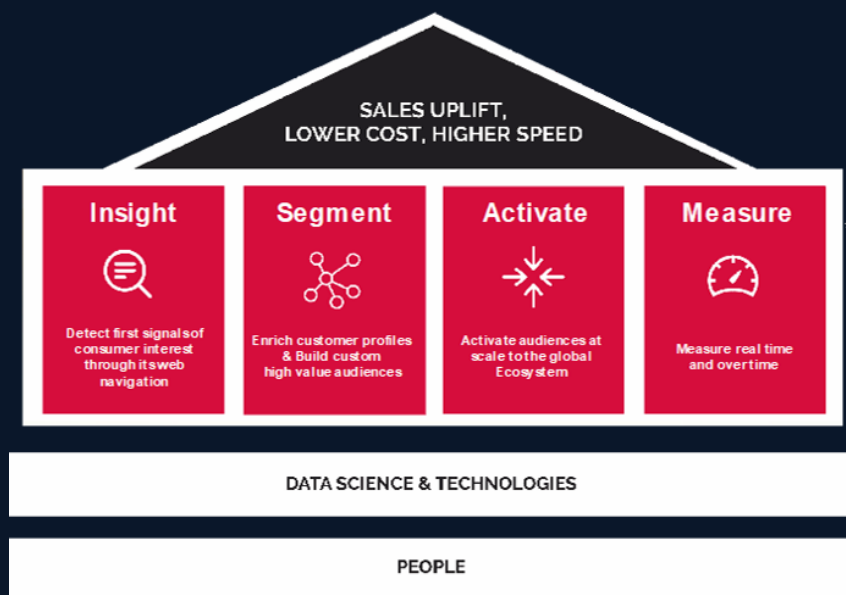 SALES UPLIFT,
LOWER COST, HIGHER SPEED
Insight
Detect first signals of
consumer interest
through its web
navigation
Segment
Enrich customer profiles
& Build custom
high value audiences
Activate
Activate audiences at
scale to the global
Ecosystem
Measure
Measure real time
and over time
DATA SCIENCE & TECHNOLOGIES
PEOPLE